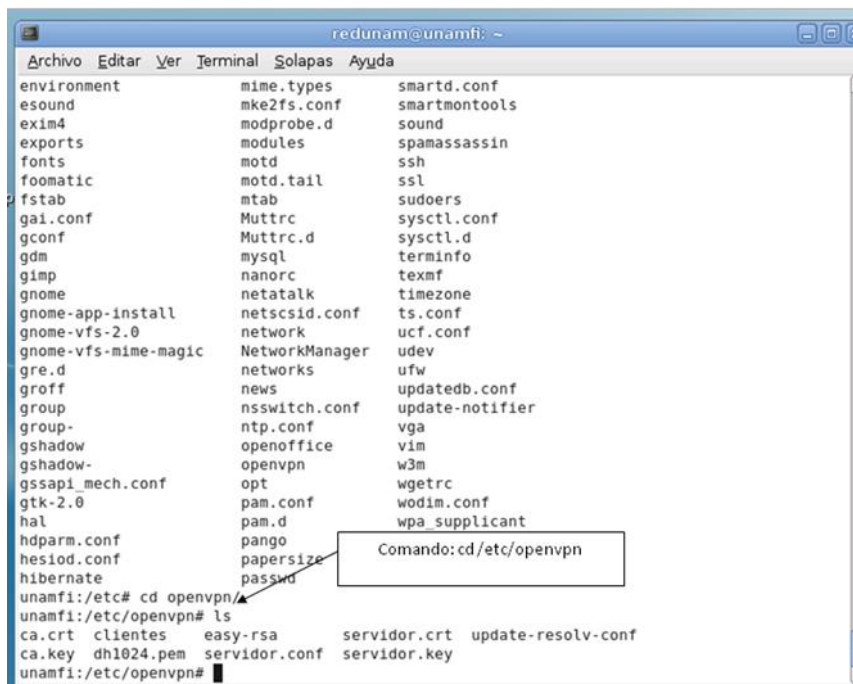 redunam@unamfi: ~
Archivo Editar Ver Terminal Solapas Ayuda
environment mime.types smartd.conf
esound mke2fs.conf smartmontools
exim4 modprobe.d sound
exports modules spamassassin
fonts motd ssh
foomatic motd.tail ssl
fstab mtab sudoers
gai.conf Muttrc sysctl.conf
gconf Muttrc.d sysctl.d
gdm mysql terminfo
gimp nanorc texmf
gnome netatalk timezone
gnome-app-install netscsid.conf ts.conf
gnome-vfs-2.0 network ucf.conf
gnome-vfs-mime-magic NetworkManager udev
gre.d networks ufw
groff news updatedb.conf
group nsswitch.conf update-notifier
group- ntp.conf vga
gshadow openoffice vim
gshadow- openvpn w3m
gssapi_mech.conf opt wgetrc
gtk-2.0 pam.conf wodim.conf
hal pam.d wpa_supplicant
hdparm.conf pango
hesiod.conf papersize
hibernate passwd
Comando: cd /etc/openvpn
unamfi:/etc# cd openvpn/
unamfi:/etc/openvpn# ls
ca.crt clientes easy-rsa servidor.crt update-resolv-conf
ca.key dh1024.pem servidor.conf servidor.key
unamfi:/etc/openvpn#